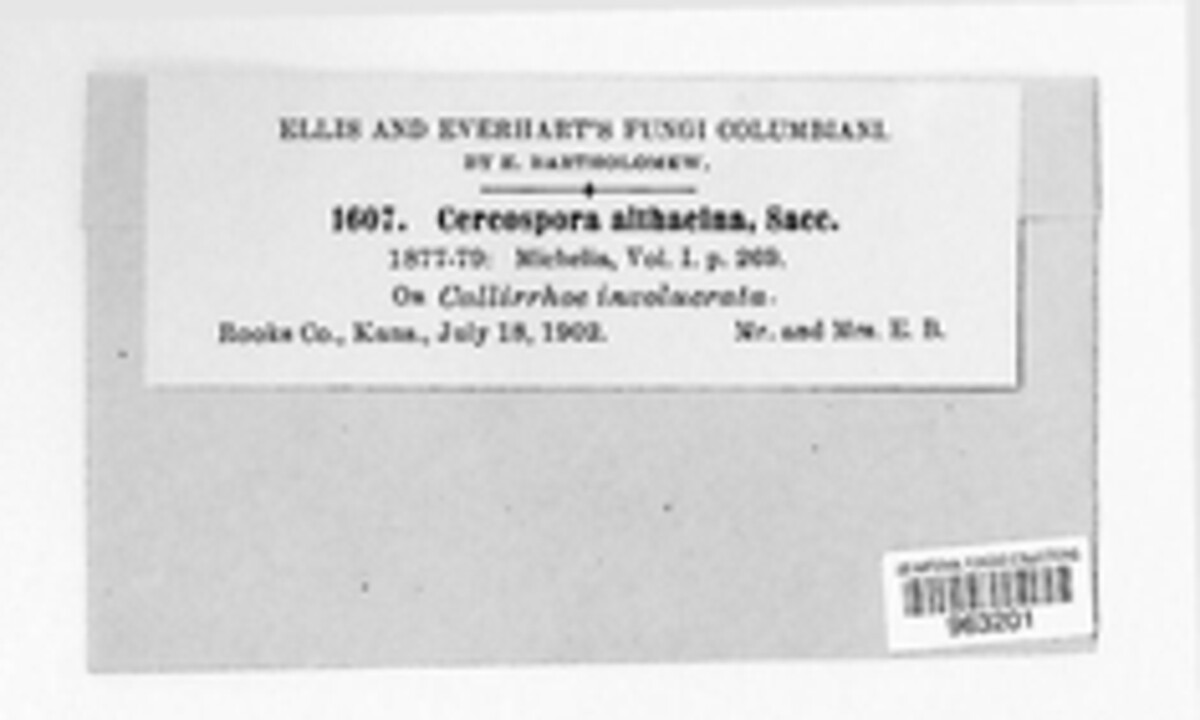 ELLIS AND EVERHART'S FUNGI COLUMBIANI.
BY E. BARTHOLOMEW.
1607. Cercospora althaeina, Sacc.
1877-79: Michelia, Vol. I. p. 269.
On Callirrhoe involucrata.
Rooks Co., Kans., July 18, 1902.
Mr. and Mrs. E. B.
963201